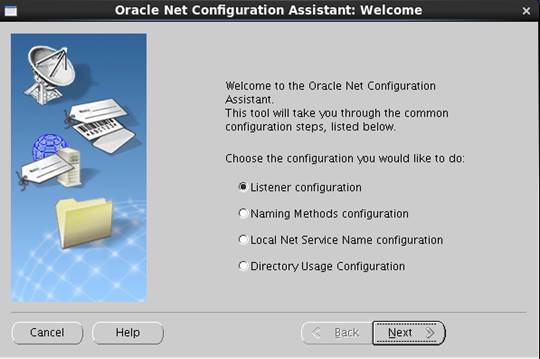 Oracle Net Configuration Assistant: Welcome
Welcome to the Oracle Net Configuration
Assistant.
This tool will take you through the common
configuration steps, listed below.
Choose the configuration you would like to do:
Listener configuration
Naming Methods configuration
Local Net Service Name configuration
Directory Usage Configuration
Cancel
Help
Back
Next